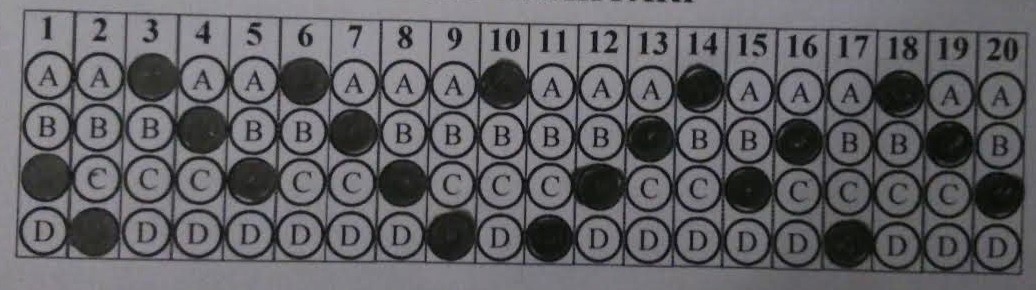 1 2 3 4 5 6 7 8 9 10 11 12 13 14 15 16 17 18 19 20
A A A A A A A A A A A A A A A A
B B B B B B B B B B B B B B B
C C C C C C C C C C C C C C
D D D D D D D D D D D D D D D D